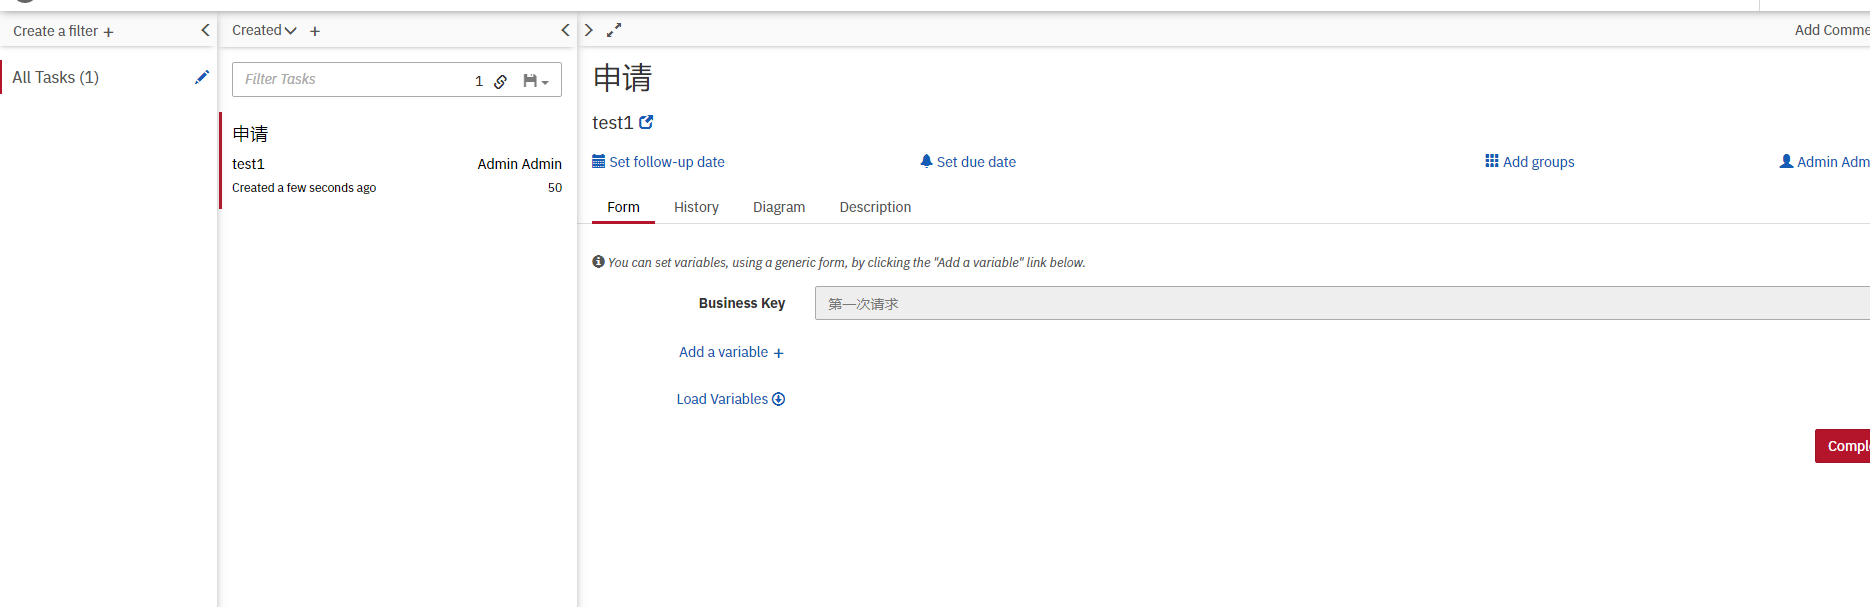 Create a filter +
All Tasks (1)
Created +
Filter Tasks 1
申请
test1 Admin Admin
Created a few seconds ago 50
Add Comme
申请
test1
Set follow-up date Set due date Add groups Admin Adm
Form History Diagram Description
You can set variables, using a generic form, by clicking the "Add a variable" link below.
Business Key 第一次请求
Add a variable +
Load Variables
Compl